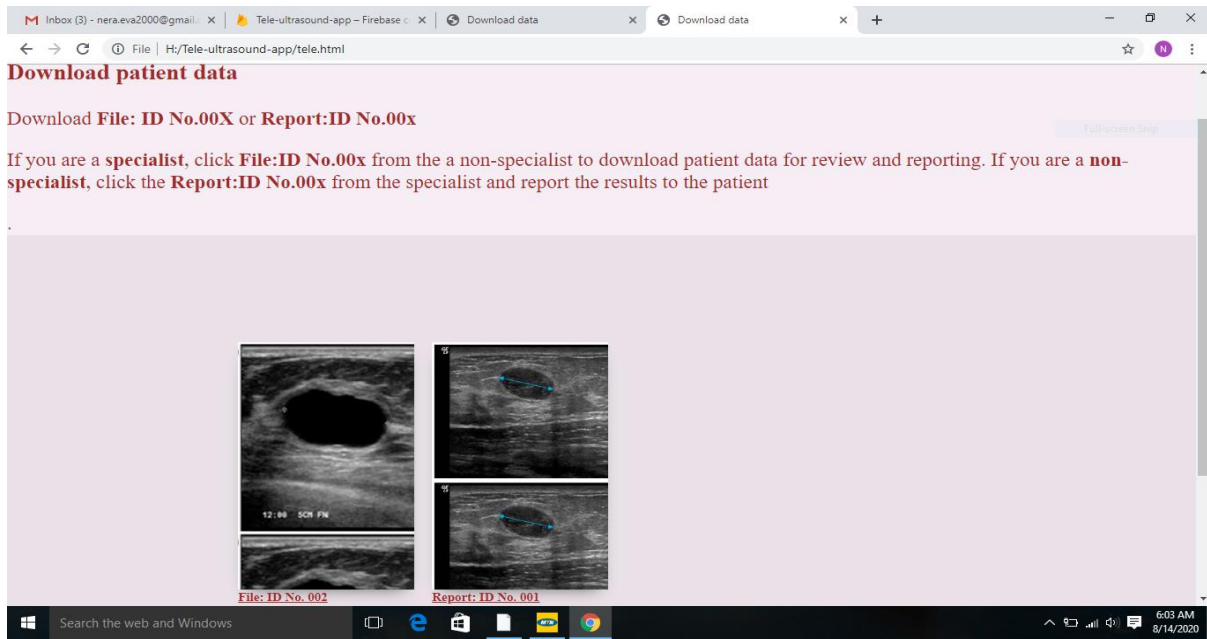 Inbox (3) - nera.eva2000@gmail. Tele-ultrasound-app – Firebase c Download data Download data
File H:/Tele-ultrasound-app/tele.html N
Download patient data
Download File: ID No.00X or Report:ID No.00x
Full-screen Snip
If you are a specialist, click File:ID No.00x from the a non-specialist to download patient data for review and reporting. If you are a non-
specialist, click the Report:ID No.00x from the specialist and report the results to the patient
.
12:00 5CM FN
File: ID No. 002 Report: ID No. 001
Search the web and Windows
6:03 AM
8/14/2020